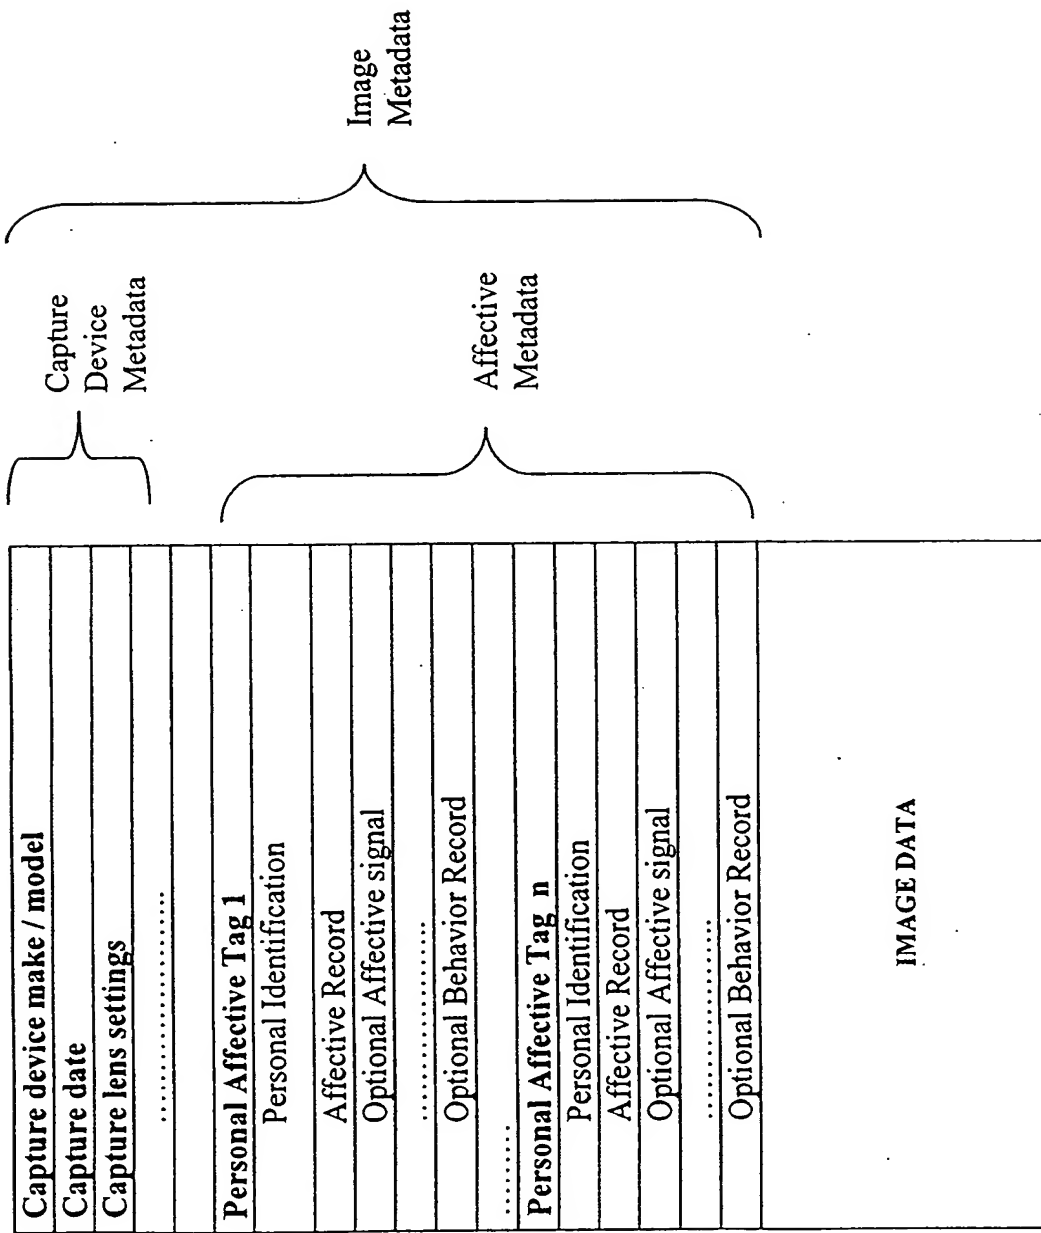 Capture device make / model
Capture date
Capture lens settings
..................
Personal Affective Tag 1
Personal Identification
Affective Record
Optional Affective signal
..................
Optional Behavior Record
.........
Personal Affective Tag n
Personal Identification
Affective Record
Optional Affective signal
..................
Optional Behavior Record
IMAGE DATA
Capture
Device
Metadata
Affective
Metadata
Image
Metadata